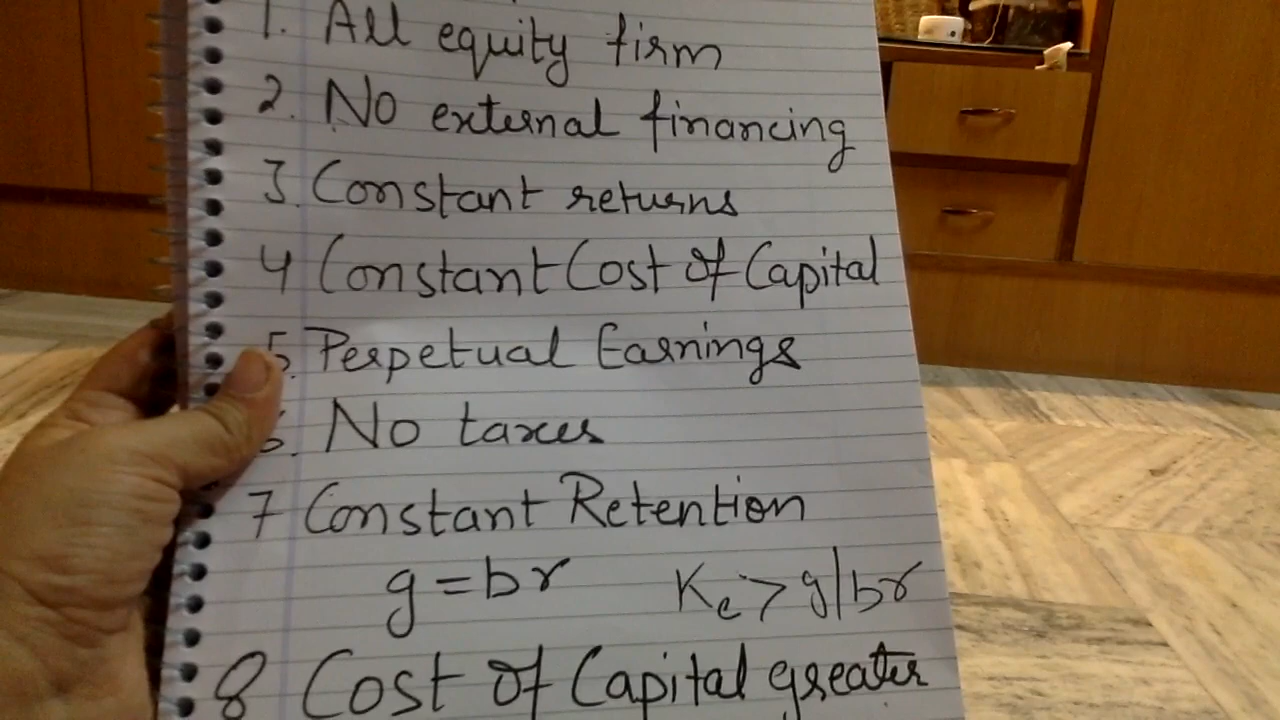 1. All equity firm
2. No external financing
3. Constant returns
4 Constant Cost of Capital
5. Perpetual Earnings
6. No taxes
7 Constant Retention
g = br Ke > g/br
8 Cost of Capital greater